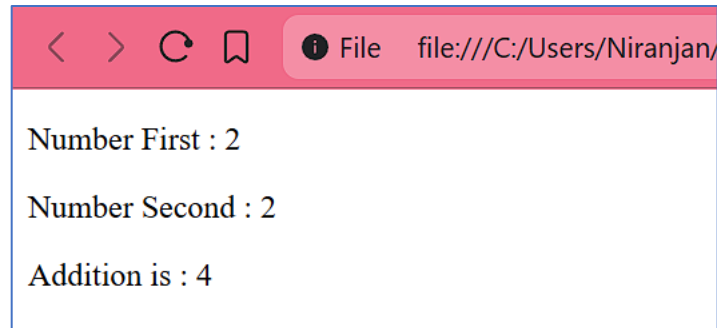 File file:///C:/Users/Niranjan/
Number First : 2
Number Second : 2
Addition is : 4